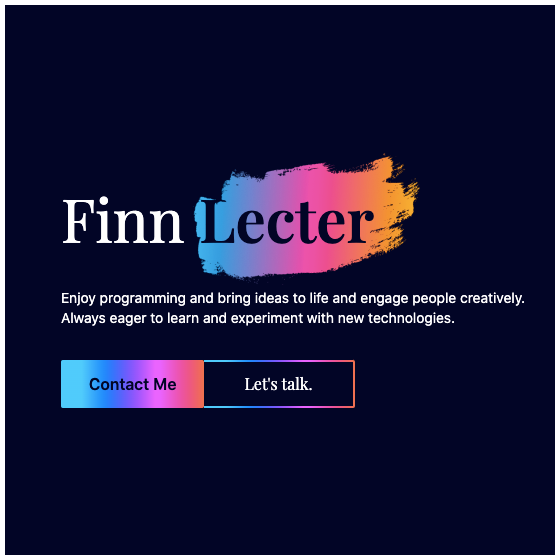 Finn Lecter
Enjoy programming and bring ideas to life and engage people creatively.
Always eager to learn and experiment with new technologies.
Contact Me
Let's talk.